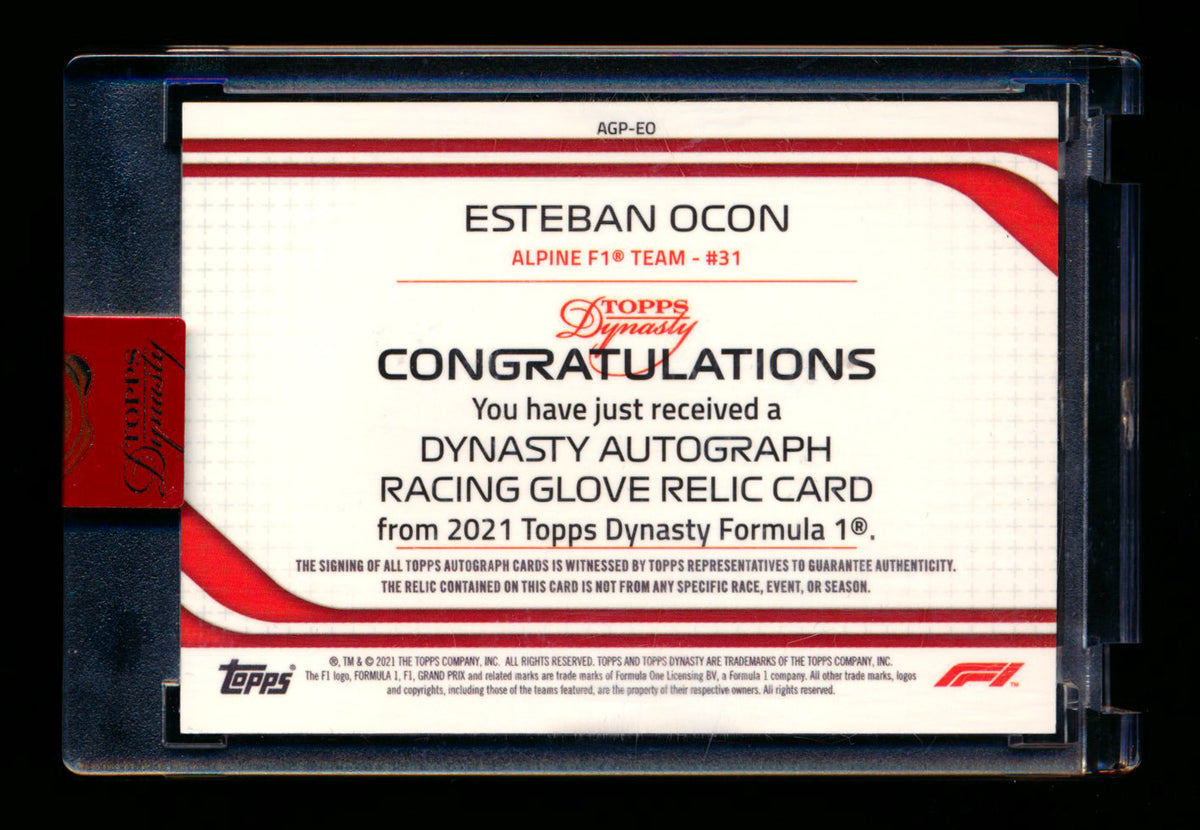 AGP-EO
ESTEBAN OCON
ALPINE F1® TEAM - #31
TOPPS
Dynasty
CONGRATULATIONS
You have just received a
DYNASTY AUTOGRAPH
RACING GLOVE RELIC CARD
from 2021 Topps Dynasty Formula 1®.
THE SIGNING OF ALL TOPPS AUTOGRAPH CARDS IS WITNESSED BY TOPPS REPRESENTATIVES TO GUARANTEE AUTHENTICITY.
THE RELIC CONTAINED ON THIS CARD IS NOT FROM ANY SPECIFIC RACE, EVENT, OR SEASON.
®, TM & © 2021 THE TOPPS COMPANY, INC. ALL RIGHTS RESERVED. TOPPS AND TOPPS DYNASTY ARE TRADEMARKS OF THE TOPPS COMPANY, INC.
The F1 logo, FORMULA 1, F1, GRAND PRIX and related marks are trade marks of Formula One Licensing BV, a Formula 1 company. All other trade marks, logos
and copyrights, including those of the teams featured, are the property of their respective owners. All rights reserved.
topps®
F1™
TOPPS
Dynasty